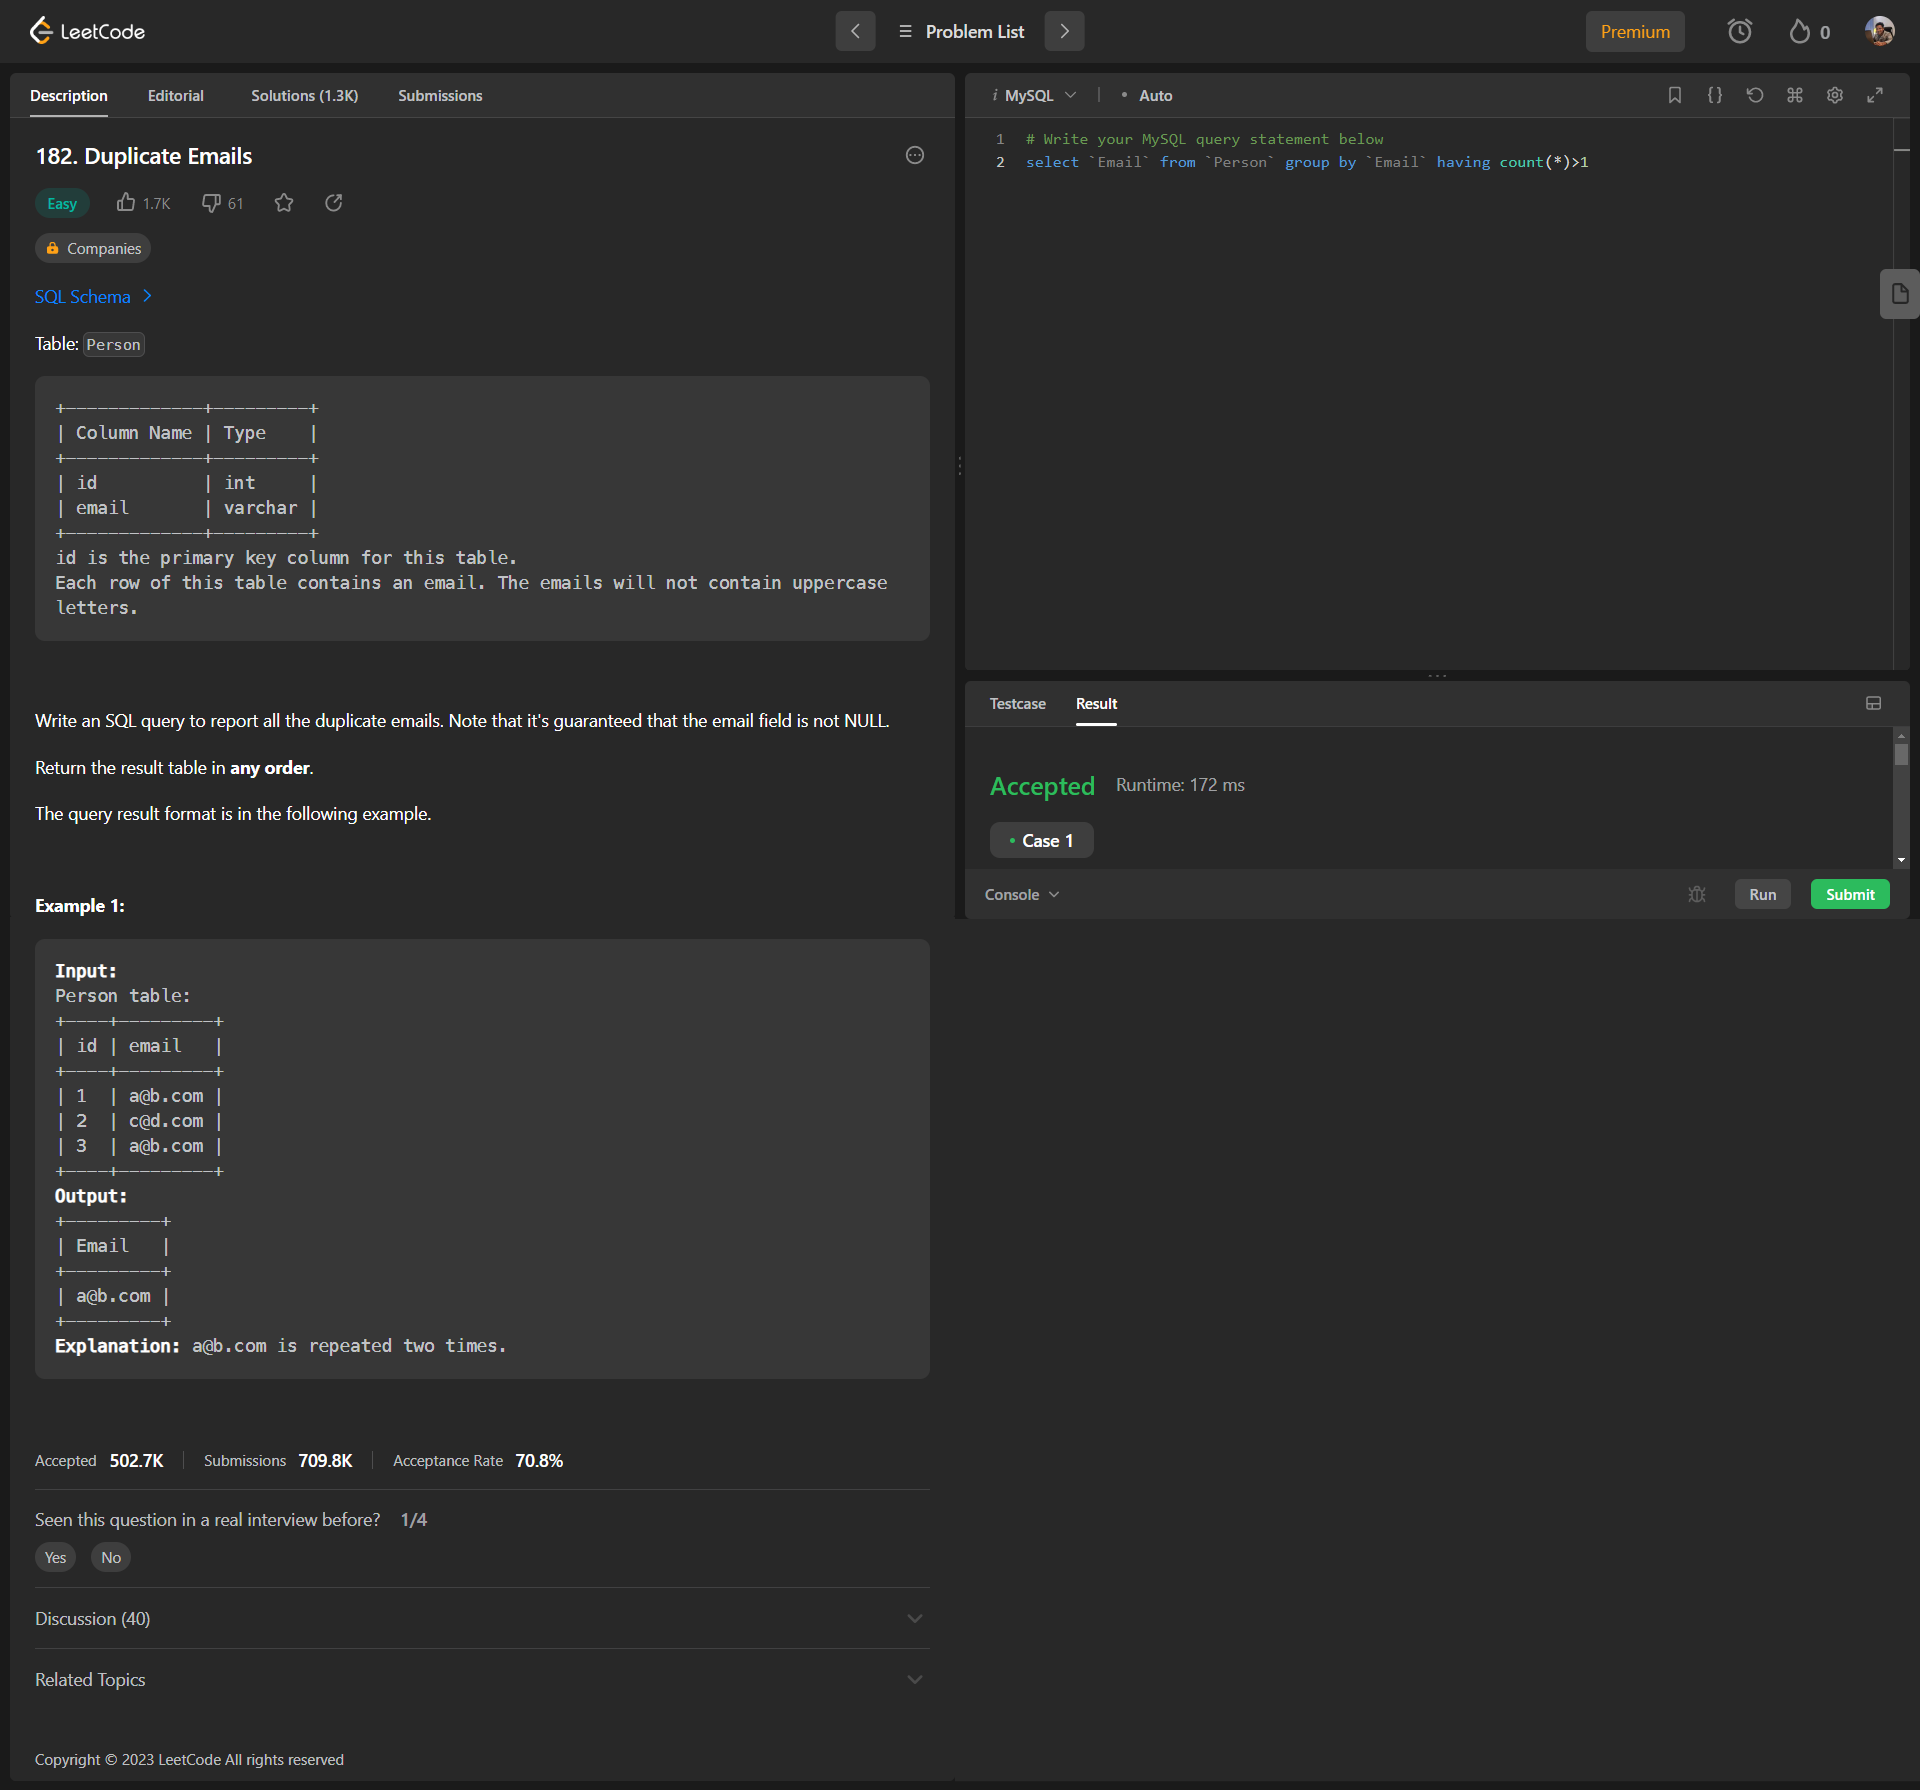 LeetCode
Problem List
Premium
0
Description Editorial Solutions (1.3K) Submissions
182. Duplicate Emails
Easy 1.7K 61
Companies
SQL Schema
Table: Person
+-------------+---------+
| Column Name | Type    |
+-------------+---------+
| id          | int     |
| email       | varchar |
+-------------+---------+
id is the primary key column for this table.
Each row of this table contains an email. The emails will not contain uppercase
letters.
Write an SQL query to report all the duplicate emails. Note that it's guaranteed that the email field is not NULL.
Return the result table in any order.
The query result format is in the following example.
Example 1:
Input:
Person table:
+----+---------+
| id | email   |
+----+---------+
| 1  | a@b.com |
| 2  | c@d.com |
| 3  | a@b.com |
+----+---------+
Output:
+---------+
| Email   |
+---------+
| a@b.com |
+---------+
Explanation: a@b.com is repeated two times.
Accepted 502.7K Submissions 709.8K Acceptance Rate 70.8%
Seen this question in a real interview before? 1/4
Yes No
Discussion (40)
Related Topics
Copyright © 2023 LeetCode All rights reserved
i MySQL | • Auto
1 # Write your MySQL query statement below
2 select `Email` from `Person` group by `Email` having count(*)>1
Testcase Result
Accepted Runtime: 172 ms
• Case 1
Console Run Submit